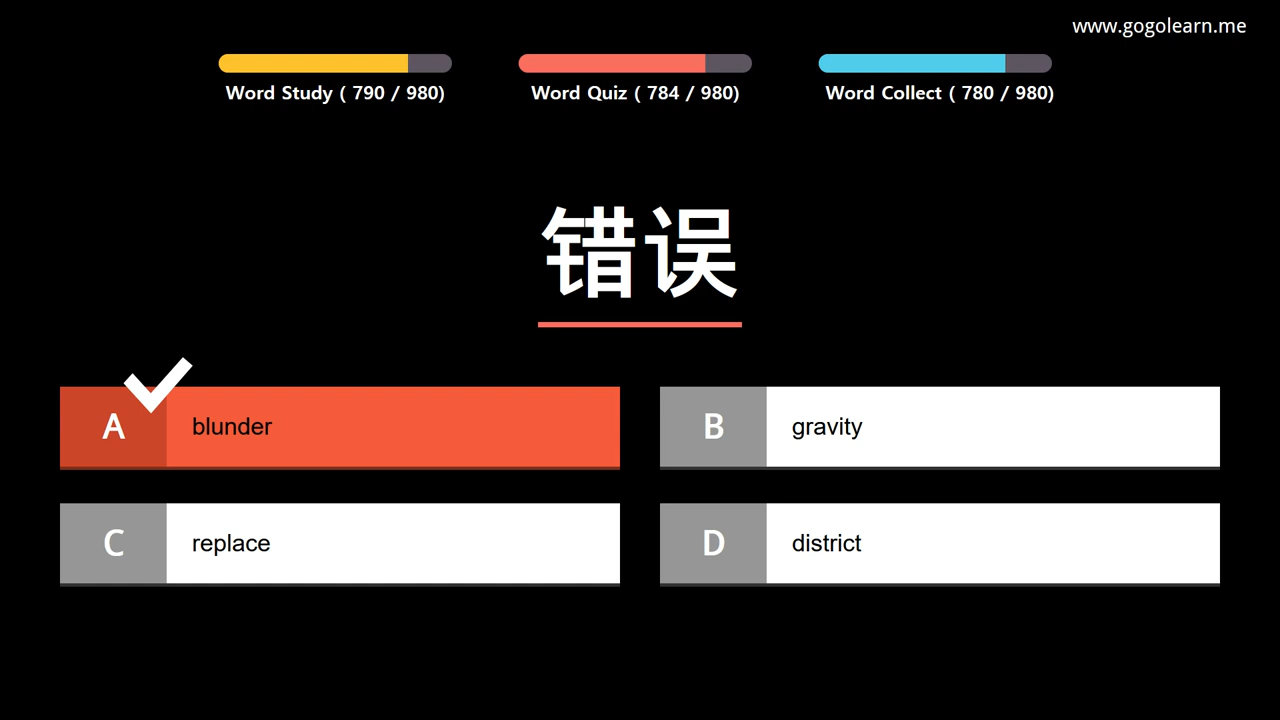 www.gogolearn.me
Word Study ( 790 / 980)
Word Quiz ( 784 / 980)
Word Collect ( 780 / 980)
错误
A
blunder
B
gravity
C
replace
D
district